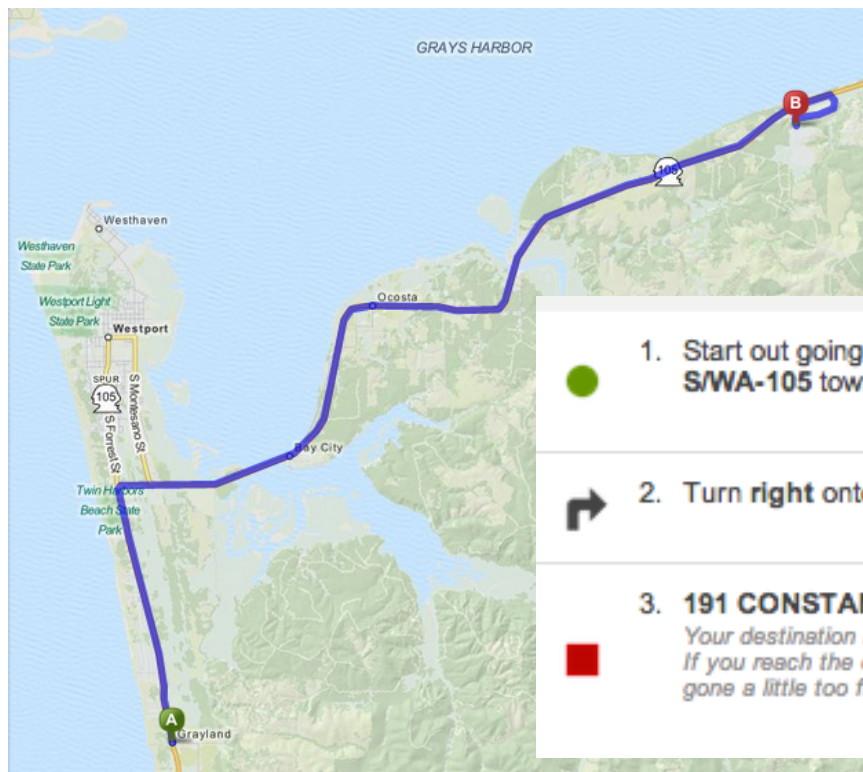 GRAYS HARBOR
B
105
Westhaven
Westhaven
State Park
Westport Light
State Park
Westport
Ocosta
SPUR
105
S Montesano St
S Forrest St
Bay City
Twin Harbors
Beach State
Park
A
Grayland
1. Start out going
S/WA-105 tow
2. Turn right onto
3. 191 CONSTA
Your destination
If you reach the
gone a little too f